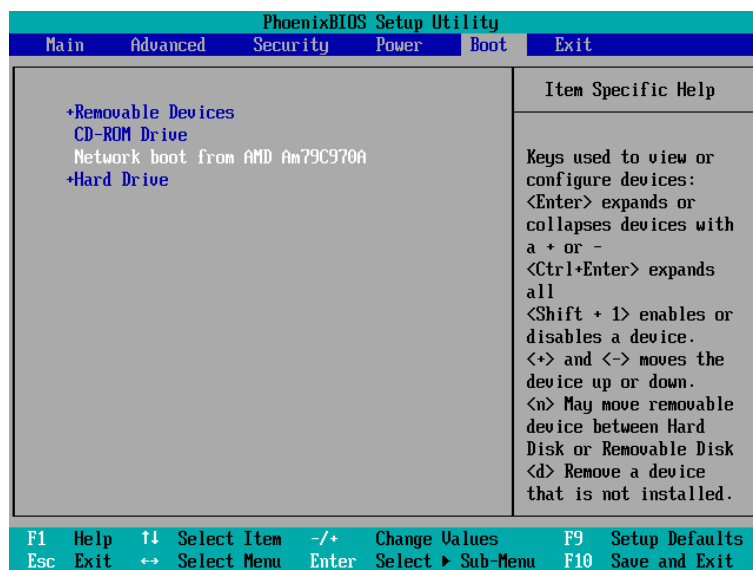 PhoenixBIOS Setup Utility
Main Advanced Security Power Boot Exit
+Removable Devices
CD-ROM Drive
Network boot from AMD Am79C970A
+Hard Drive
Item Specific Help
Keys used to view or
configure devices:
<Enter> expands or
collapses devices with
a + or -
<Ctrl+Enter> expands
all
<Shift + 1> enables or
disables a device.
<+> and <-> moves the
device up or down.
<n> May move removable
device between Hard
Disk or Removable Disk
<d> Remove a device
that is not installed.
F1 Help ↑↓ Select Item -/+ Change Values F9 Setup Defaults
Esc Exit ↔ Select Menu Enter Select ▶ Sub-Menu F10 Save and Exit